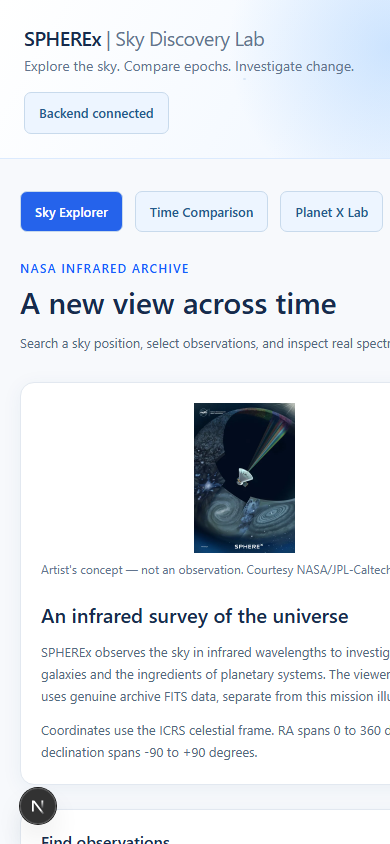 SPHEREx | Sky Discovery Lab
Explore the sky. Compare epochs. Investigate change.
Backend connected
Sky Explorer
Time Comparison
Planet X Lab
NASA INFRARED ARCHIVE
A new view across time
Search a sky position, select observations, and inspect real spectr
SPHEREx
Artist's concept — not an observation. Courtesy NASA/JPL-Caltech
An infrared survey of the universe
SPHEREx observes the sky in infrared wavelengths to investig
galaxies and the ingredients of planetary systems. The viewer
uses genuine archive FITS data, separate from this mission illu
Coordinates use the ICRS celestial frame. RA spans 0 to 360 d
declination spans -90 to +90 degrees.
N
Find observations